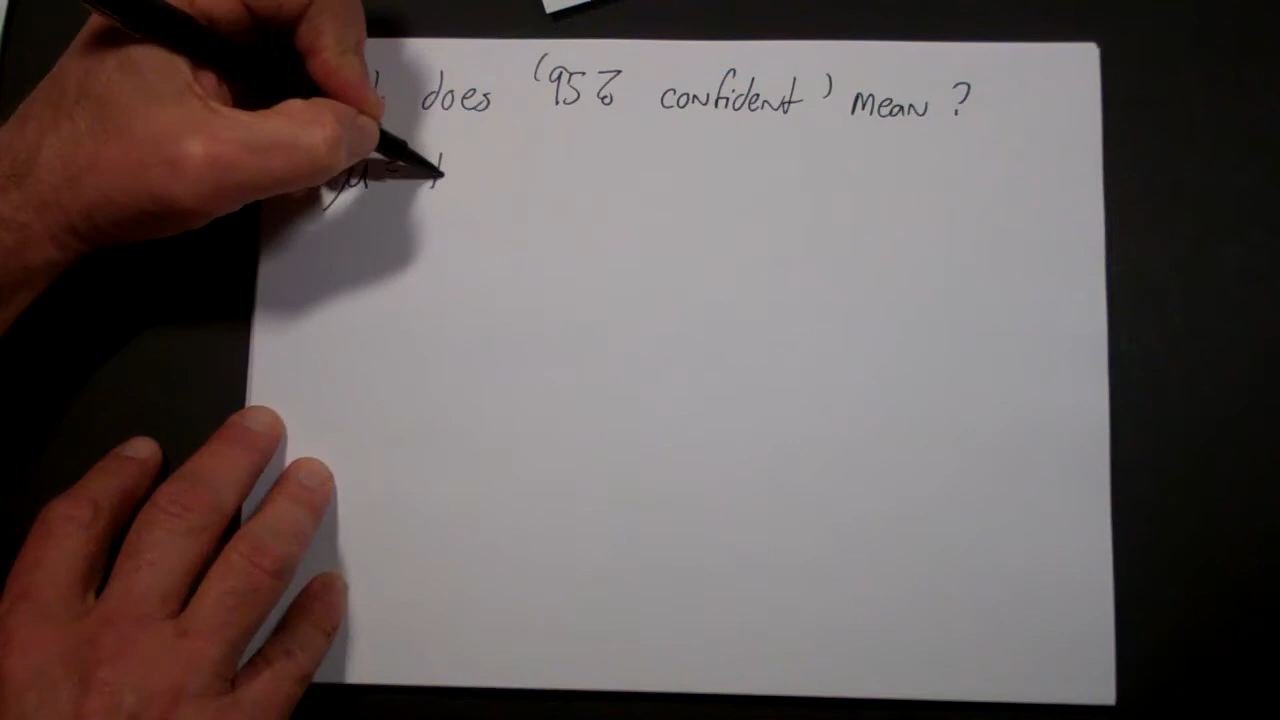 does '95% confident' mean?
μ =